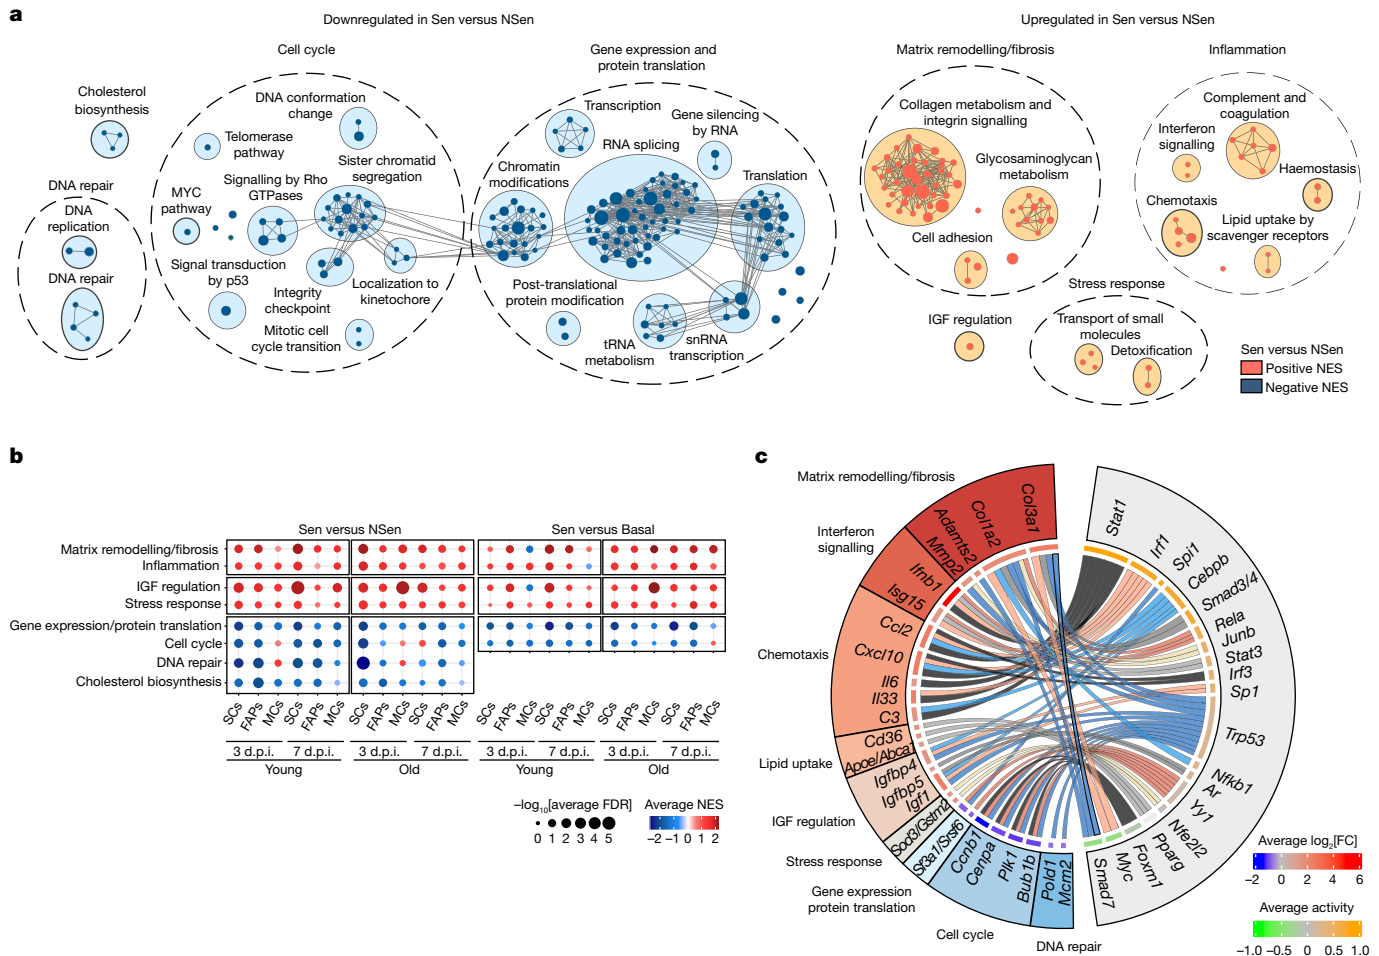 a
Downregulated in Sen versus NSen
Upregulated in Sen versus NSen
Cell cycle
Gene expression and
protein translation
Matrix remodelling/fibrosis
Inflammation
Cholesterol
biosynthesis
DNA conformation
change
Telomerase
pathway
Sister chromatid
segregation
Signalling by Rho
GTPases
MYC
pathway
Signal transduction
by p53
Integrity
checkpoint
Localization to
kinetochore
Mitotic cell
cycle transition
DNA repair
DNA
replication
DNA repair
Transcription
Gene silencing
by RNA
RNA splicing
Chromatin
modifications
Translation
Post-translational
protein modification
tRNA
metabolism
snRNA
transcription
Collagen metabolism and
integrin signalling
Glycosaminoglycan
metabolism
Cell adhesion
Complement and
coagulation
Interferon
signalling
Haemostasis
Chemotaxis
Lipid uptake by
scavenger receptors
IGF regulation
Stress response
Transport of small
molecules
Detoxification
Sen versus NSen
Positive NES
Negative NES
b
Sen versus NSen
Sen versus Basal
Matrix remodelling/fibrosis
Inflammation
IGF regulation
Stress response
Gene expression/protein translation
Cell cycle
DNA repair
Cholesterol biosynthesis
SCs FAPs MCs SCs FAPs MCs SCs FAPs MCs SCs FAPs MCs SCs FAPs MCs SCs FAPs MCs SCs FAPs MCs SCs FAPs MCs
3 d.p.i. 7 d.p.i. 3 d.p.i. 7 d.p.i. 3 d.p.i. 7 d.p.i. 3 d.p.i. 7 d.p.i.
Young Old Young Old
−log10[average FDR]
0 1 2 3 4 5
Average NES
−2 −1 0 1 2
c
Matrix remodelling/fibrosis
Interferon
signalling
Chemotaxis
Lipid uptake
IGF regulation
Stress response
Gene expression
protein translation
Cell cycle
DNA repair
Col3a1
Col1a2
Adamts2
Mmp2
Ifnb1
Isg15
Ccl2
Cxcl10
Il6
Il33
C3
Cd36
Apoe/Abca1
Igfbp4
Igfbp5
Igf1
Sod3/Gstm2
Sf3a1/Srsf6
Ccnb1
Cenpa
Plk1
Bub1b
Pold1
Mcm2
Stat1
Irf1
Spi1
Cebpb
Smad3/4
Rela
Junb
Stat3
Irf3
Sp1
Trp53
Nfkb1
Ar
Yy1
Nfe2l2
Pparg
Foxm1
Myc
Smad7
Average log2[FC]
−2 0 2 4 6
Average activity
−1.0 −0.5 0 0.5 1.0